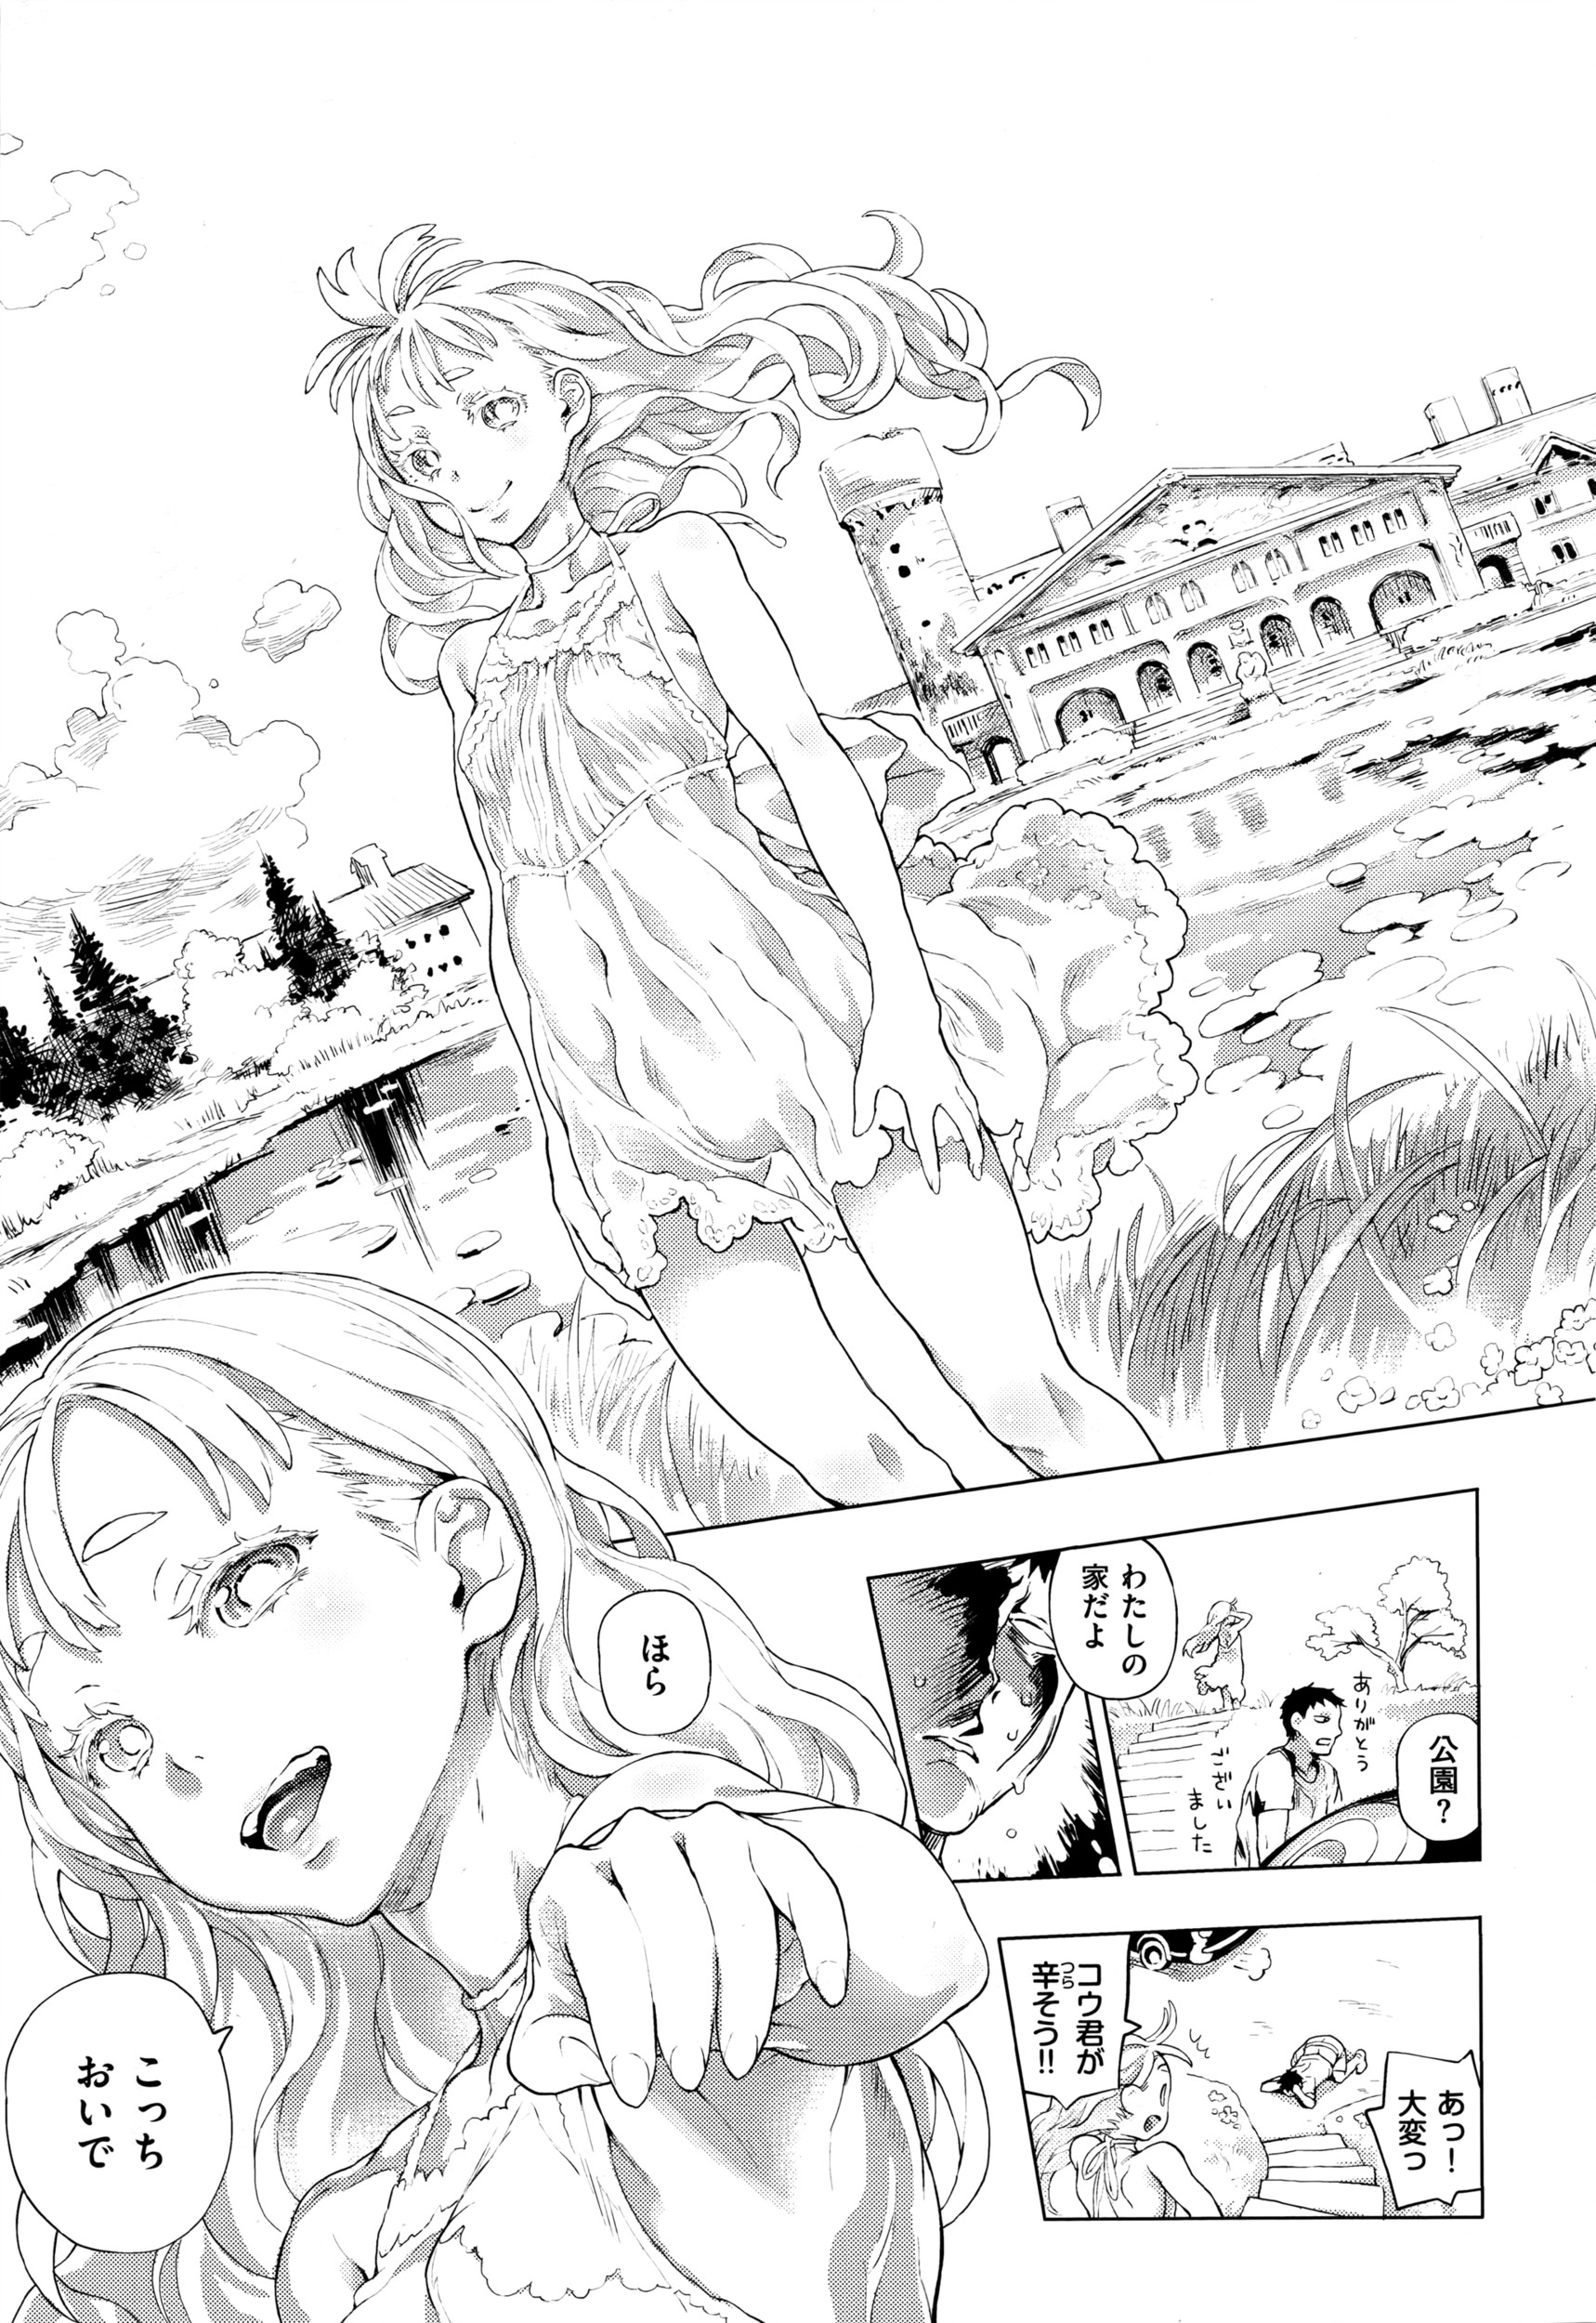 公園?
ありがとう
ござい
ました
わたしの
家だよ
あっ!
大変っ
コウ君が
辛そう!!
つら
ほら
こっち
おいで